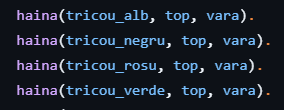 haina(tricou_alb, top, vara).
haina(tricou_negru, top, vara).
haina(tricou_rosu, top, vara).
haina(tricou_verde, top, vara).